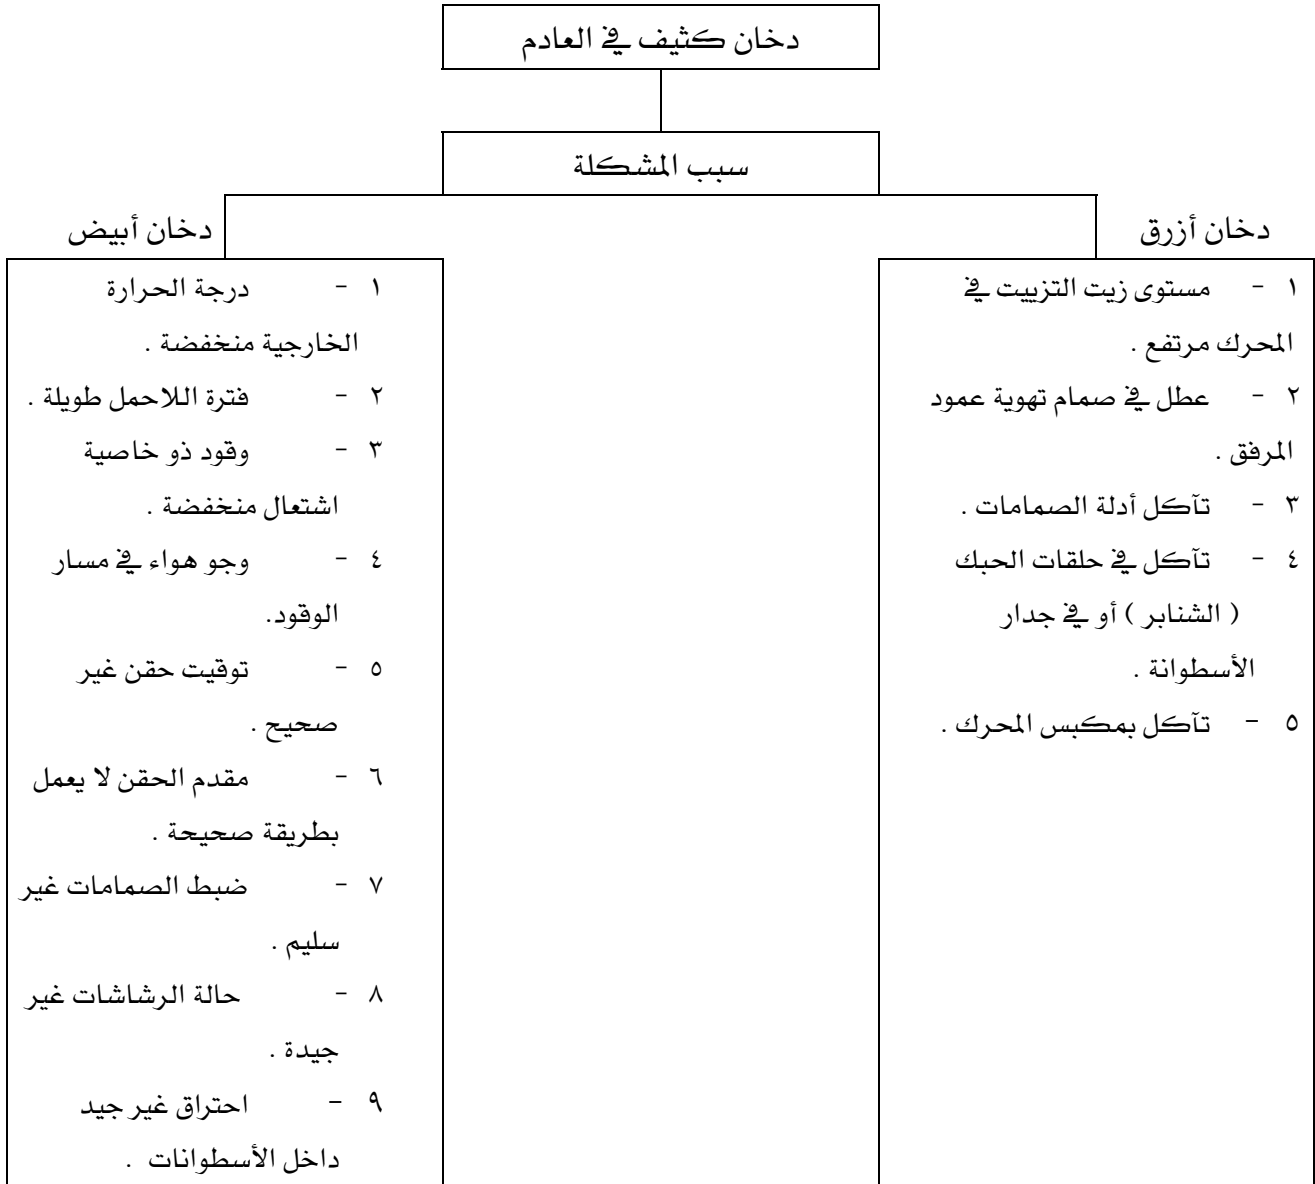 دخان كثيف في العادم
سبب المشكلة
دخان أزرق
١ - مستوى زيت التزييت في
المحرك مرتفع .
٢ - عطل في صمام تهوية عمود
المرفق .
٣ - تآكل أدلة الصمامات .
٤ - تآكل في حلقات الحبك
( الشنابر ) أو في جدار
الأسطوانة .
٥ - تآكل بمكبس المحرك .
دخان أبيض
١ - درجة الحرارة
الخارجية منخفضة .
٢ - فترة اللاحمل طويلة .
٣ - وقود ذو خاصية
اشتعال منخفضة .
٤ - وجو هواء في مسار
الوقود.
٥ - توقيت حقن غير
صحيح .
٦ - مقدم الحقن لا يعمل
بطريقة صحيحة .
٧ - ضبط الصمامات غير
سليم .
٨ - حالة الرشاشات غير
جيدة .
٩ - احتراق غير جيد
داخل الأسطوانات .